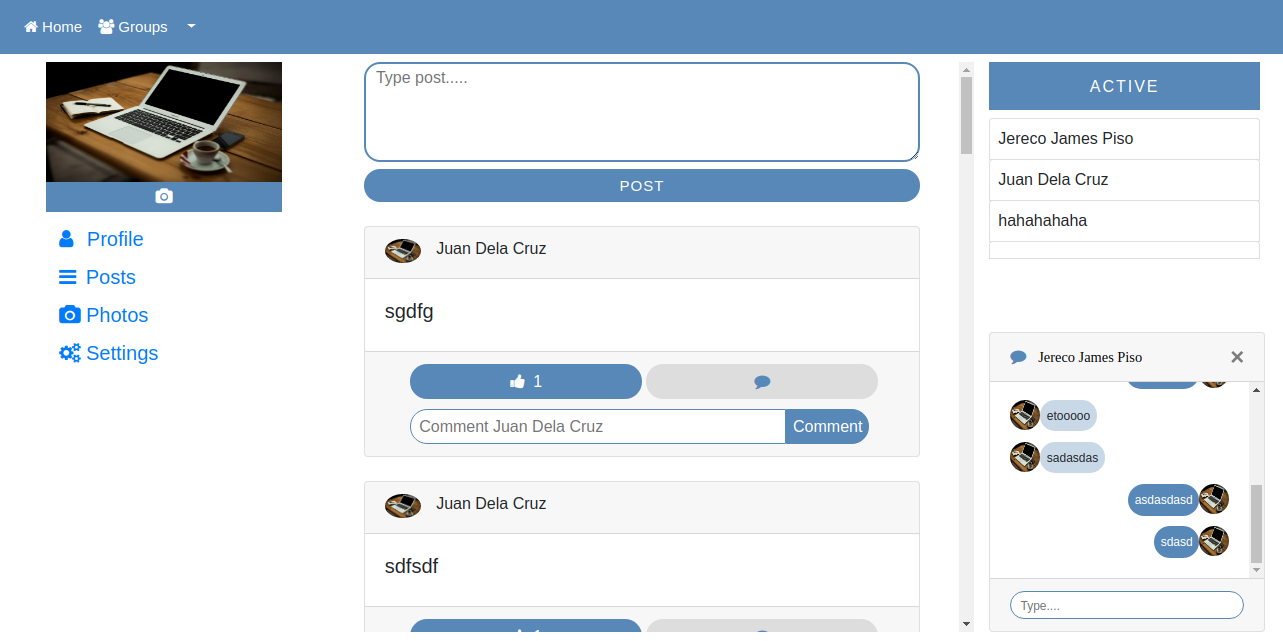 Home Groups
Profile
Posts
Photos
Settings
Type post.....
POST
Juan Dela Cruz
sgdfg
1
Comment Juan Dela Cruz Comment
Juan Dela Cruz
sdfsdf
ACTIVE
Jereco James Piso
Juan Dela Cruz
hahahahaha
Jereco James Piso
etooooo
sadasdas
asdasdasd
sdasd
Type....